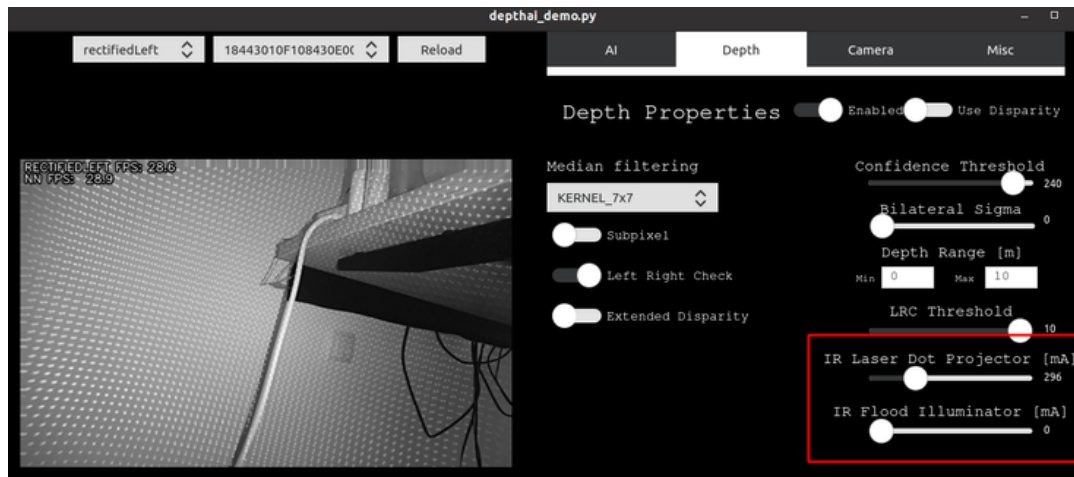 depthai_demo.py
rectifiedLeft
18443010F108430E0(
Reload
AI
Depth
Camera
Misc
Depth Properties
Enabled
Use Disparity
RECTIFIEDLEFT FPS: 28.6
NN FPS: 28.9
Median filtering
KERNEL_7x7
Subpixel
Left Right Check
Extended Disparity
Confidence Threshold
240
Bilateral Sigma
0
Depth Range [m]
Min 0 Max 10
LRC Threshold
10
IR Laser Dot Projector [mA]
296
IR Flood Illuminator [mA]
0